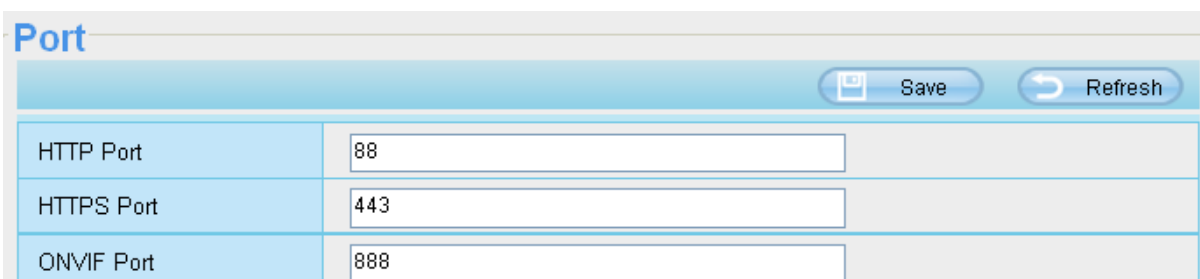 Port
Save Refresh
HTTP Port 88
HTTPS Port 443
ONVIF Port 888